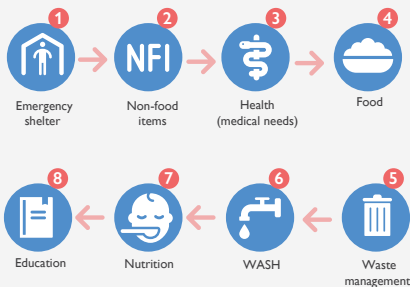 1
2
3
4
NFI
Emergency
shelter
Non-food
items
Health
(medical needs)
Food
8
7
6
5
Education
Nutrition
WASH
Waste
management